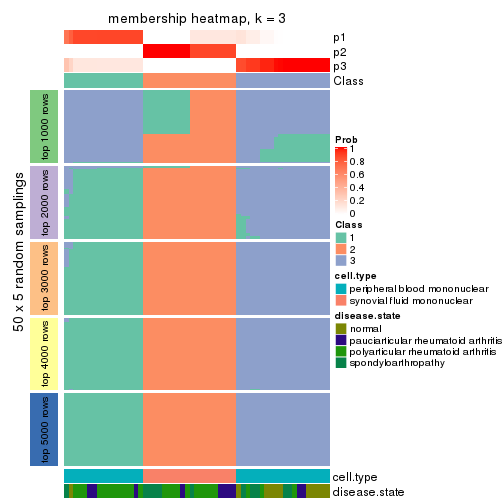 membership heatmap, k = 3
p1
p2
p3
Class
50 x 5 random samplings
top 1000 rows
top 2000 rows
top 3000 rows
top 4000 rows
top 5000 rows
Prob
1
0.8
0.6
0.4
0.2
0
Class
1
2
3
cell.type
peripheral blood mononuclear
synovial fluid mononuclear
disease.state
normal
pauciarticular rheumatoid arthritis
polyarticular rheumatoid arthritis
spondyloarthropathy
cell.type
disease.state